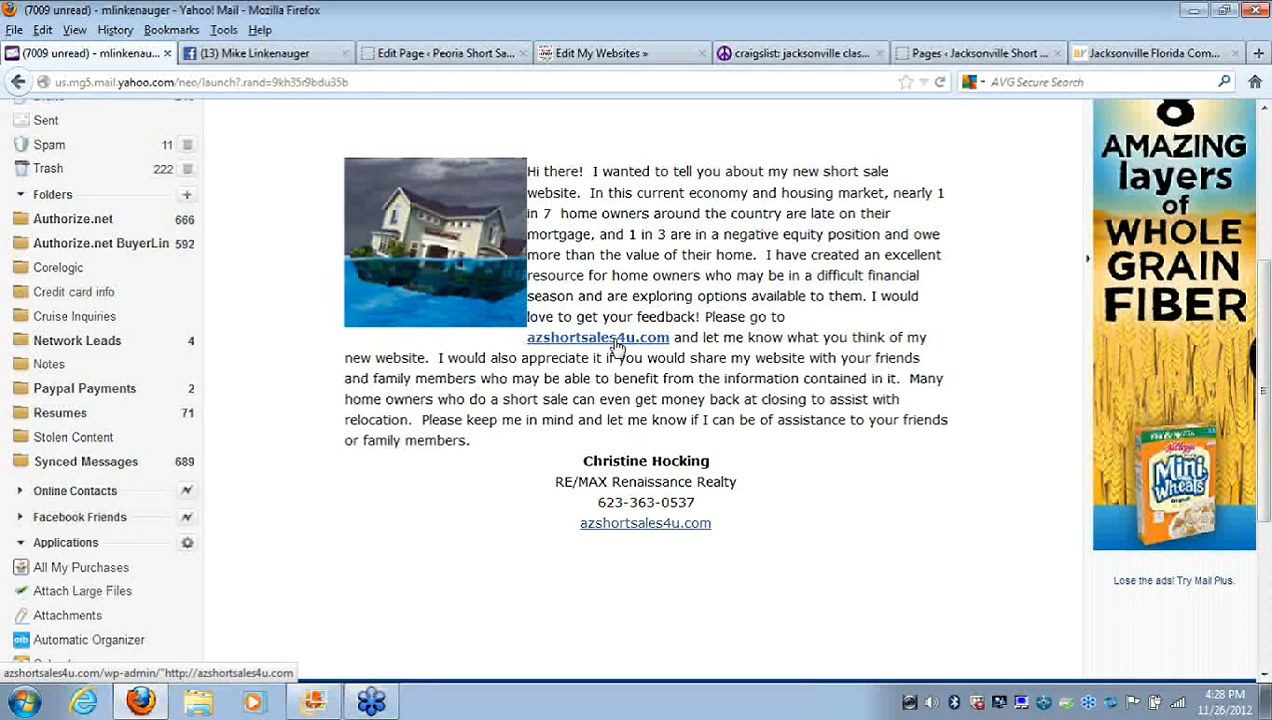 (7009 unread) - mlinkenauger - Yahoo! Mail - Mozilla Firefox
File Edit View History Bookmarks Tools Help
(7009 unread) - mlinkenau... × (13) Mike Linkenauger × Edit Page ‹ Peoria Short Sa... × Edit My Websites » × craigslist: jacksonville clas... × Pages ‹ Jacksonville Short ... × Jacksonville Florida Com... × +
us.mg5.mail.yahoo.com/neo/launch?.rand=9kh35r9bdu35b AVG Secure Search
Sent
Spam 11
Trash 222
Folders +
Authorize.net 666
Authorize.net BuyerLin 592
Corelogic
Credit card info
Cruse Inquiries
Network Leads 4
Notes
Paypal Payments 2
Resumes 71
Stolen Content
Synced Messages 689
Online Contacts
Facebook Friends
Applications
All My Purchases
Attach Large Files
Attachments
Automatic Organizer
azshortsales4u.com/wp-admin/"http://azshortsales4u.com
Hi there! I wanted to tell you about my new short sale
website. In this current economy and housing market, nearly 1
in 7 home owners around the country are late on their
mortgage, and 1 in 3 are in a negative equity position and owe
more than the value of their home. I have created an excellent
resource for home owners who may be in a difficult financial
season and are exploring options available to them. I would
love to get your feedback! Please go to
azshortsales4u.com and let me know what you think of my
new website. I would also appreciate it if you would share my website with your friends
and family members who may be able to benefit from the information contained in it. Many
home owners who do a short sale can even get money back at closing to assist with
relocation. Please keep me in mind and let me know if I can be of assistance to your friends
or family members.
Christine Hocking
RE/MAX Renaissance Realty
623-363-0537
azshortsales4u.com
8
AMAZING
layers
of
WHOLE
GRAIN
FIBER
Kellogg's
Mini
Wheats
Lose the ads! Try Mail Plus.
4:28 PM
11/26/2012